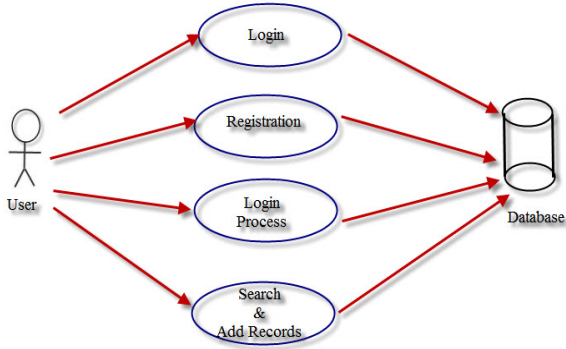 Login
Registration
User
Login
Process
Database
Search
&
Add Records